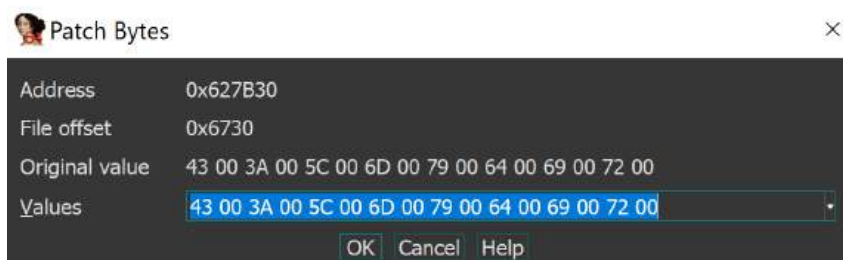 Patch Bytes
Address 0x627B30
File offset 0x6730
Original value 43 00 3A 00 5C 00 6D 00 79 00 64 00 69 00 72 00
Values 43 00 3A 00 5C 00 6D 00 79 00 64 00 69 00 72 00
OK Cancel Help